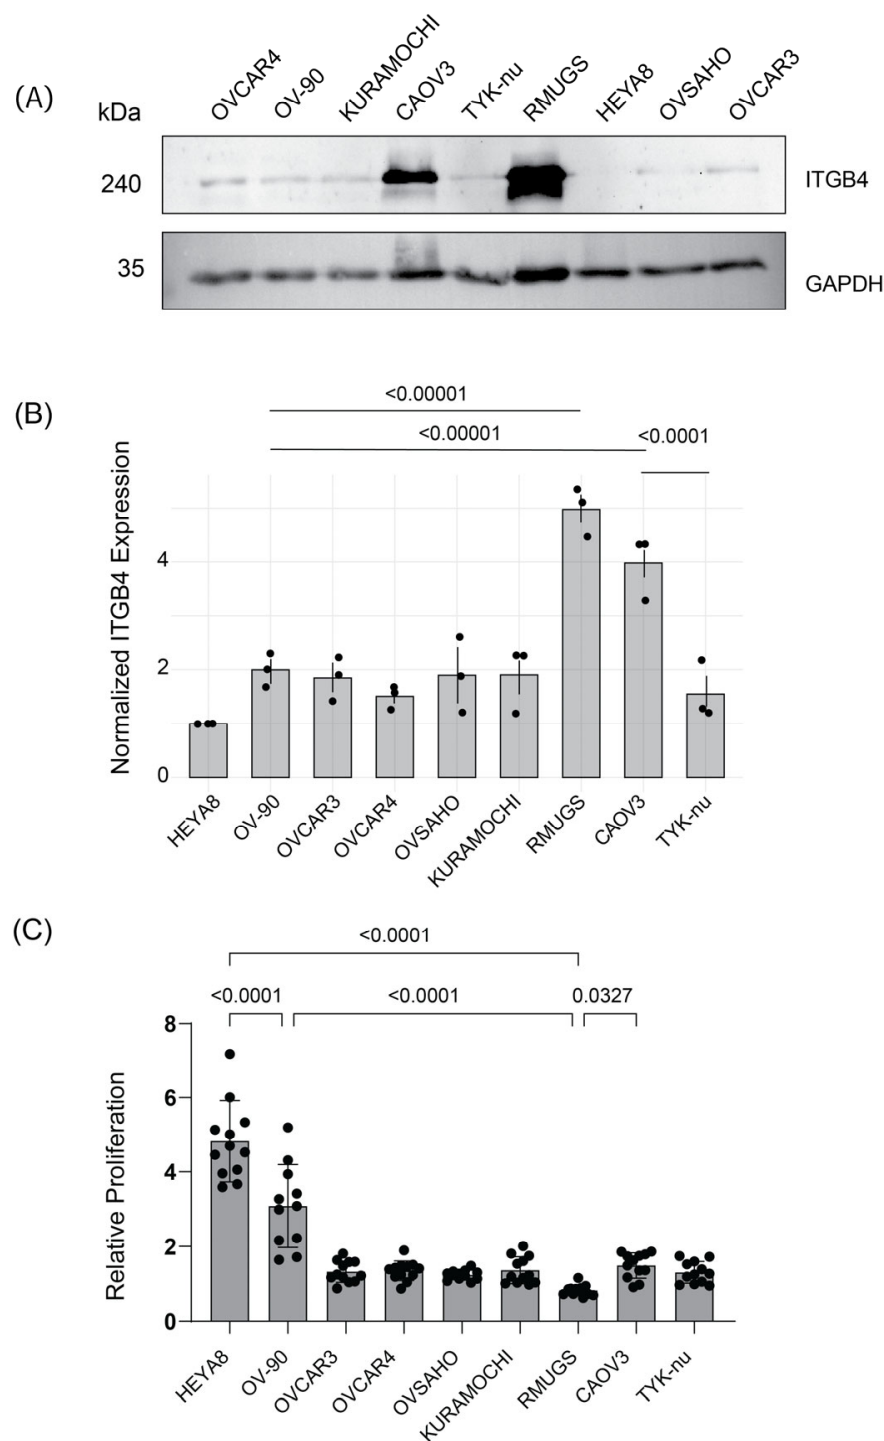 (A)
kDa
OVCAR4 OV-90 KURAMOCHI CAOV3 TYK-nu RMUGS HEYA8 OVSAHO OVCAR3
240 ITGB4
35 GAPDH
(B)
<0.00001
<0.00001 <0.0001
Normalized ITGB4 Expression
4
2
0
HEYA8 OV-90 OVCAR3 OVCAR4 OVSAHO KURAMOCHI RMUGS CAOV3 TYK-nu
(C)
<0.0001
<0.0001 <0.0001 0.0327
Relative Proliferation
8
6
4
2
0
HEYA8 OV-90 OVCAR3 OVCAR4 OVSAHO KURAMOCHI RMUGS CAOV3 TYK-nu